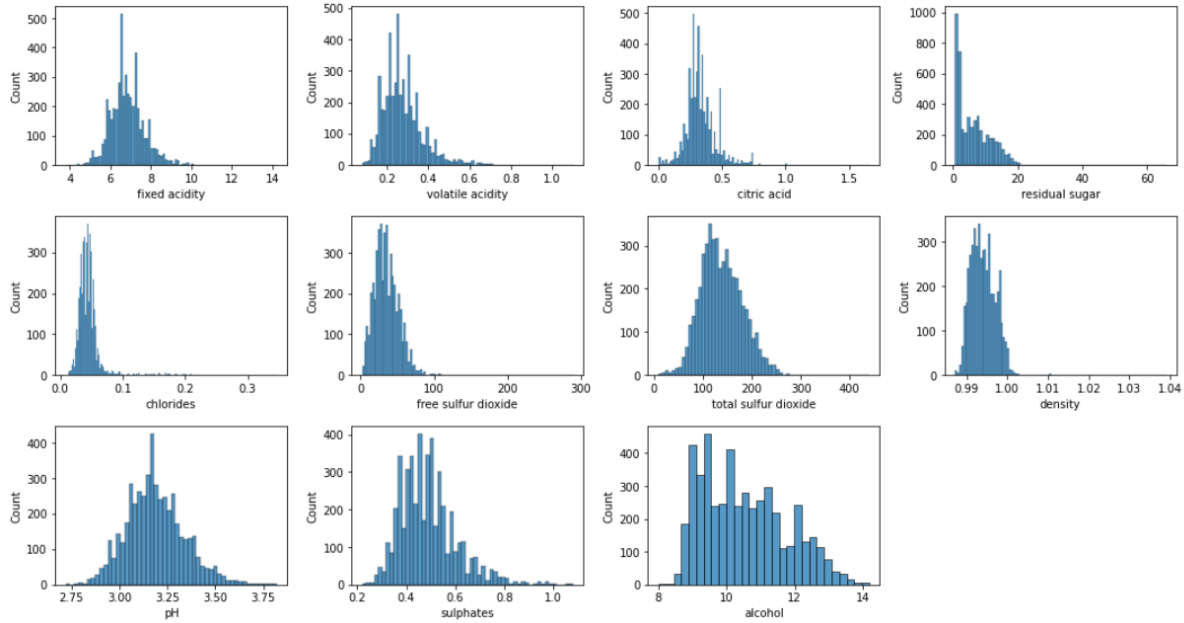 500
400
300
200
100
0
Count
4 6 8 10 12 14
fixed acidity
500
400
300
200
100
0
Count
0.2 0.4 0.6 0.8 1.0
volatile acidity
500
400
300
200
100
0
Count
0.0 0.5 1.0 1.5
citric acid
1000
800
600
400
200
0
Count
0 20 40 60
residual sugar
300
200
100
0
Count
0.0 0.1 0.2 0.3
chlorides
300
200
100
0
Count
0 100 200 300
free sulfur dioxide
300
200
100
0
Count
0 100 200 300 400
total sulfur dioxide
300
200
100
0
Count
0.99 1.00 1.01 1.02 1.03 1.04
density
400
300
200
100
0
Count
2.75 3.00 3.25 3.50 3.75
pH
400
300
200
100
0
Count
0.2 0.4 0.6 0.8 1.0
sulphates
400
300
200
100
0
Count
8 10 12 14
alcohol